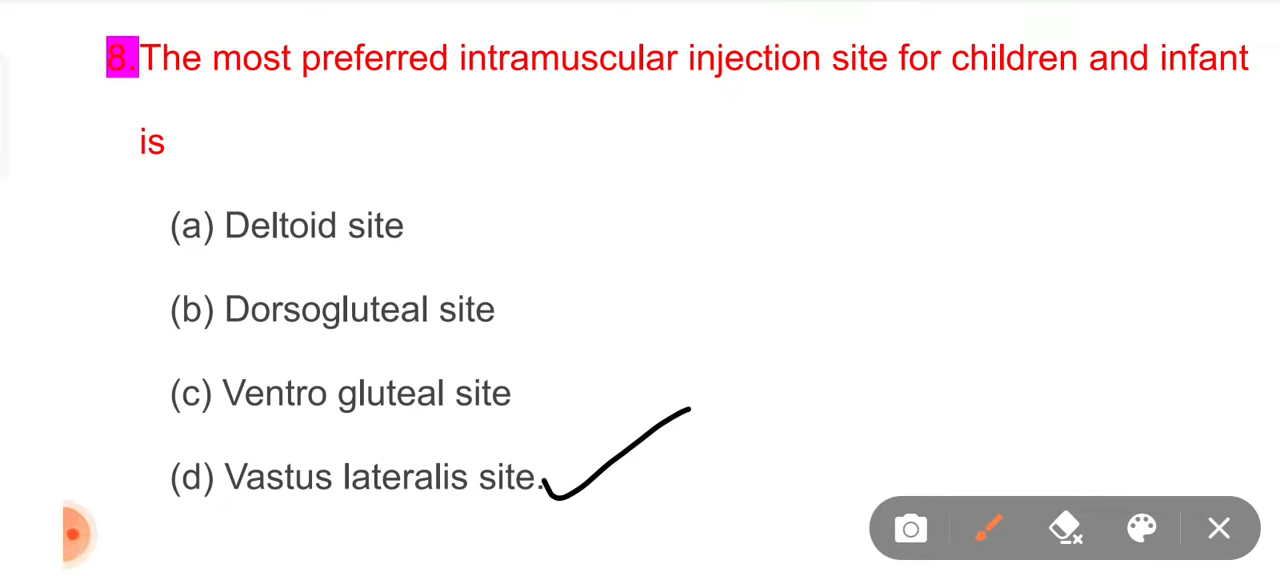 8.The most preferred intramuscular injection site for children and infant
is
(a) Deltoid site
(b) Dorsogluteal site
(c) Ventro gluteal site
(d) Vastus lateralis site.